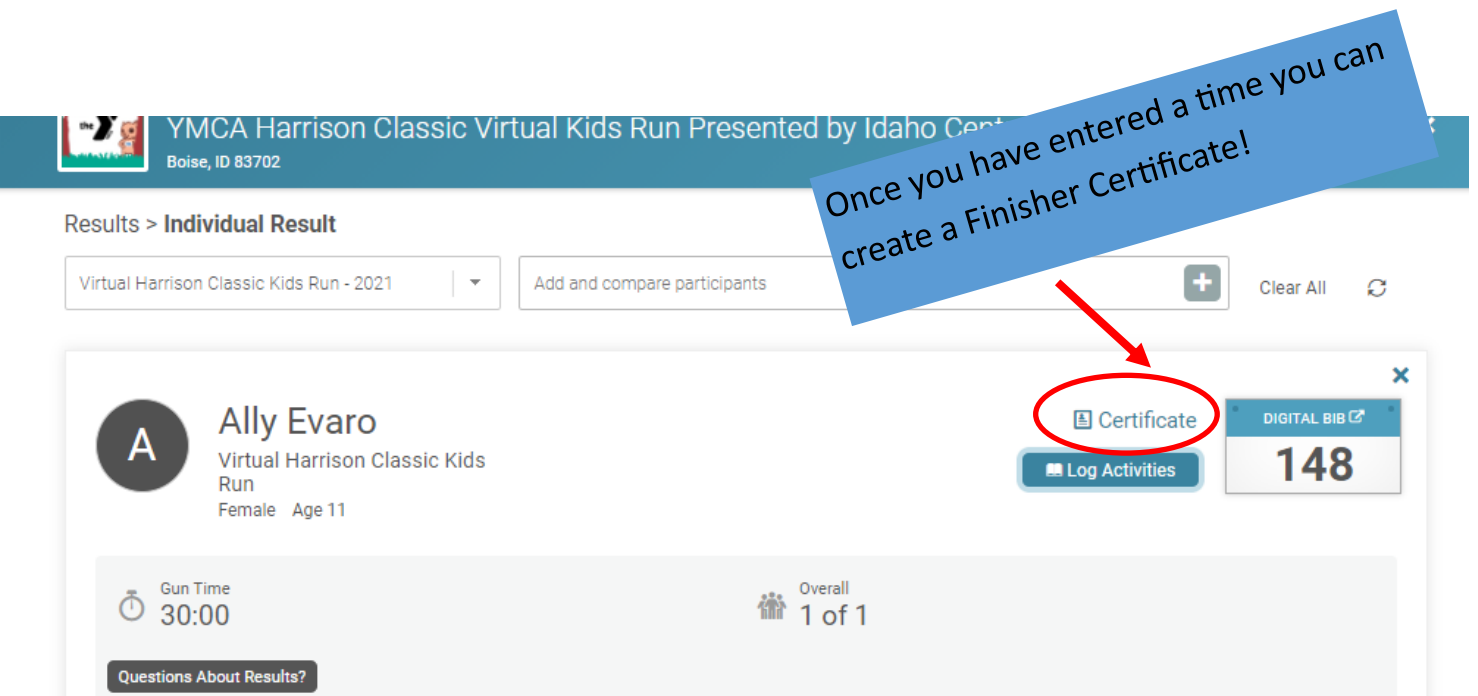 the
YMCA Harrison Classic Virtual Kids Run Presented by Idaho
Boise, ID 83702
Once you have entered a time you can
create a Finisher Certificate!
Results > Individual Result
Virtual Harrison Classic Kids Run - 2021
Add and compare participants
Clear All
A
Ally Evaro
Virtual Harrison Classic Kids
Run
Female Age 11
Certificate
Log Activities
DIGITAL BIB
148
Gun Time
30:00
Overall
1 of 1
Questions About Results?